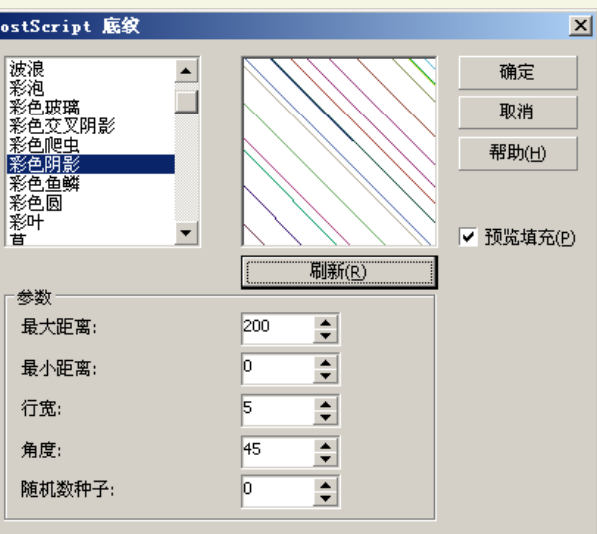 ostScript 底纹
波浪
彩泡
彩色玻璃
彩色交叉阴影
彩色爬虫
彩色阴影
彩色鱼鳞
彩色圆
彩叶
确定
取消
帮助(H)
预览填充(P)
刷新(R)
参数
最大距离:
200
最小距离:
0
行宽:
5
角度:
45
随机数种子:
0